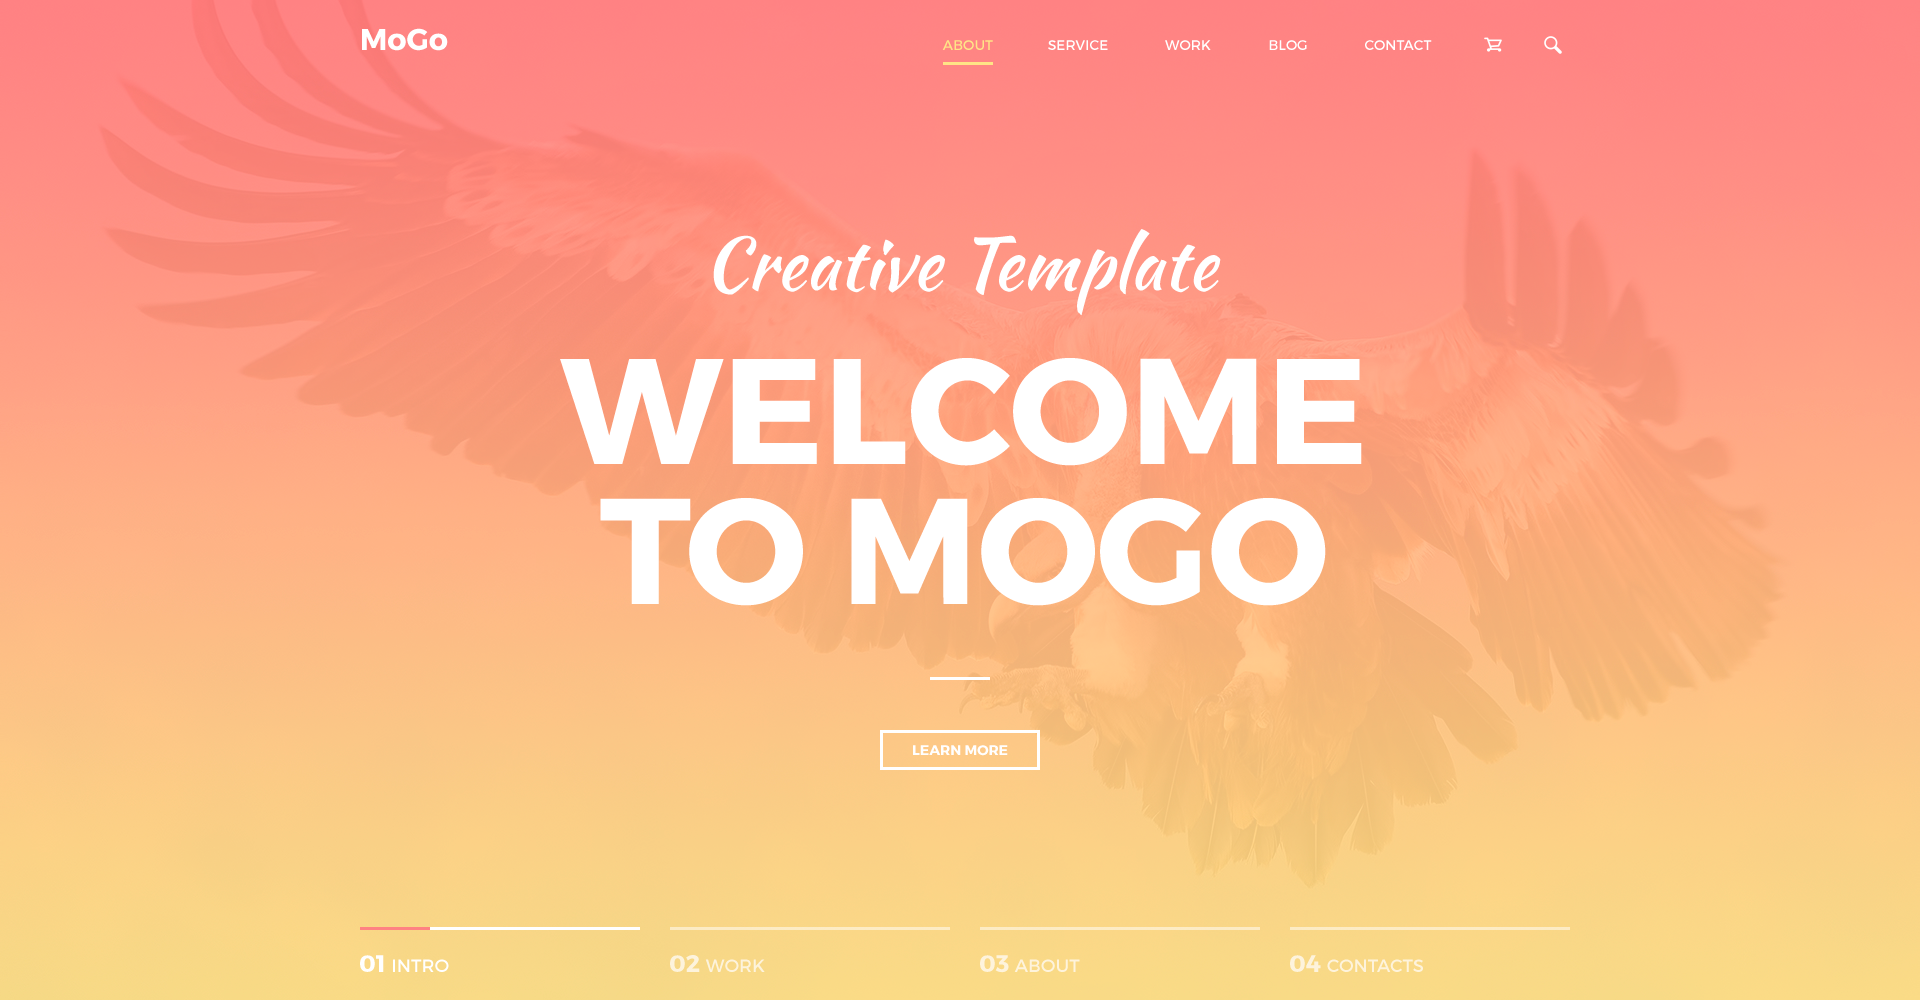 MoGo
ABOUT SERVICE WORK BLOG CONTACT
Creative Template
WELCOME
TO MOGO
LEARN MORE
01 INTRO
02 WORK
03 ABOUT
04 CONTACTS